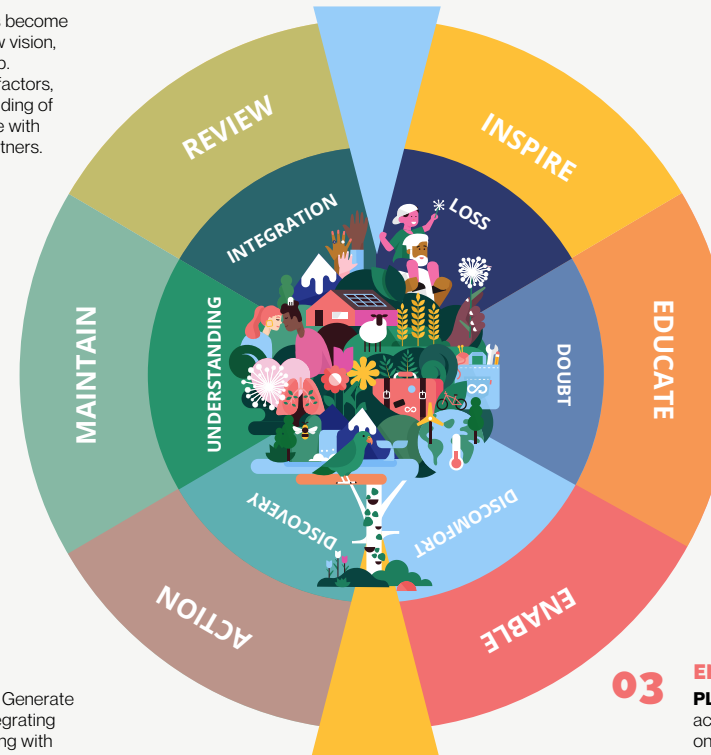 become
vision,
factors,
ding of
with
tners.
REVIEW
INSPIRE
INTEGRATION
LOSS
MAINTAIN
UNDERSTANDING
DOUBT
EDUCATE
DISCOVERY
DISCOMFORT
ACTION
ENABLE
03
Generate
egrating
ng with
PL
ac
on